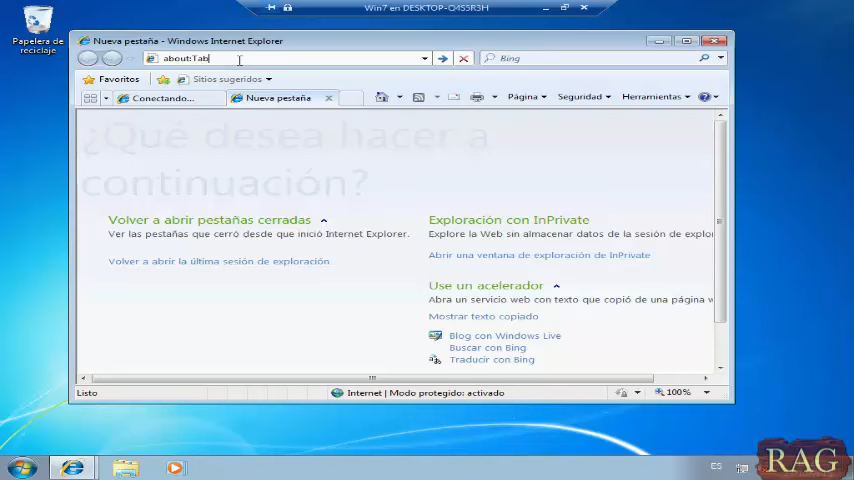 Win7 en DESKTOP-Q4S5R3H
Papelera de
reciclaje
Nueva pestaña - Windows Internet Explorer
about:Tab
Bing
Favoritos
Sitios sugeridos
Conectando...
Nueva pestaña
Página
Seguridad
Herramientas
¿Qué desea hacer a
continuación?
Volver a abrir pestañas cerradas
Ver las pestañas que cerró desde que inició Internet Explorer.
Volver a abrir la última sesión de exploración
Exploración con InPrivate
Explore la Web sin almacenar datos de la sesión de explor
Abrir una ventana de exploración de InPrivate
Use un acelerador
Abra un servicio web con texto que copió de una página w
Mostrar texto copiado
Blog con Windows Live
Buscar con Bing
Traducir con Bing
Listo
Internet | Modo protegido: activado
100%
ES
RAG